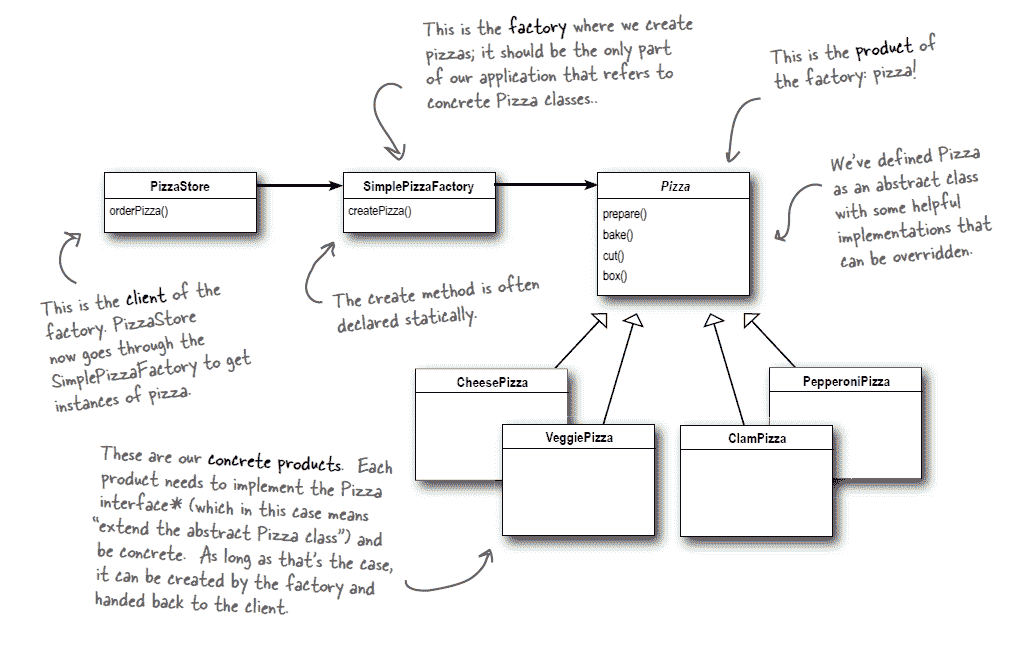 This is the factory where we create
pizzas; it should be the only part
of our application that refers to
concrete Pizza classes..
This is the product of
the factory: pizza!
We've defined Pizza
as an abstract class
with some helpful
implementations that
can be overridden.
PizzaStore
orderPizza()
SimplePizzaFactory
createPizza()
Pizza
prepare()
bake()
cut()
box()
This is the client of the
factory. PizzaStore
now goes through the
SimplePizzaFactory to get
instances of pizza.
The create method is often
declared statically.
CheesePizza
PepperoniPizza
VeggiePizza
ClamPizza
These are our concrete products. Each
product needs to implement the Pizza
interface* (which in this case means
“extend the abstract Pizza class”) and
be concrete. As long as that's the case,
it can be created by the factory and
handed back to the client.